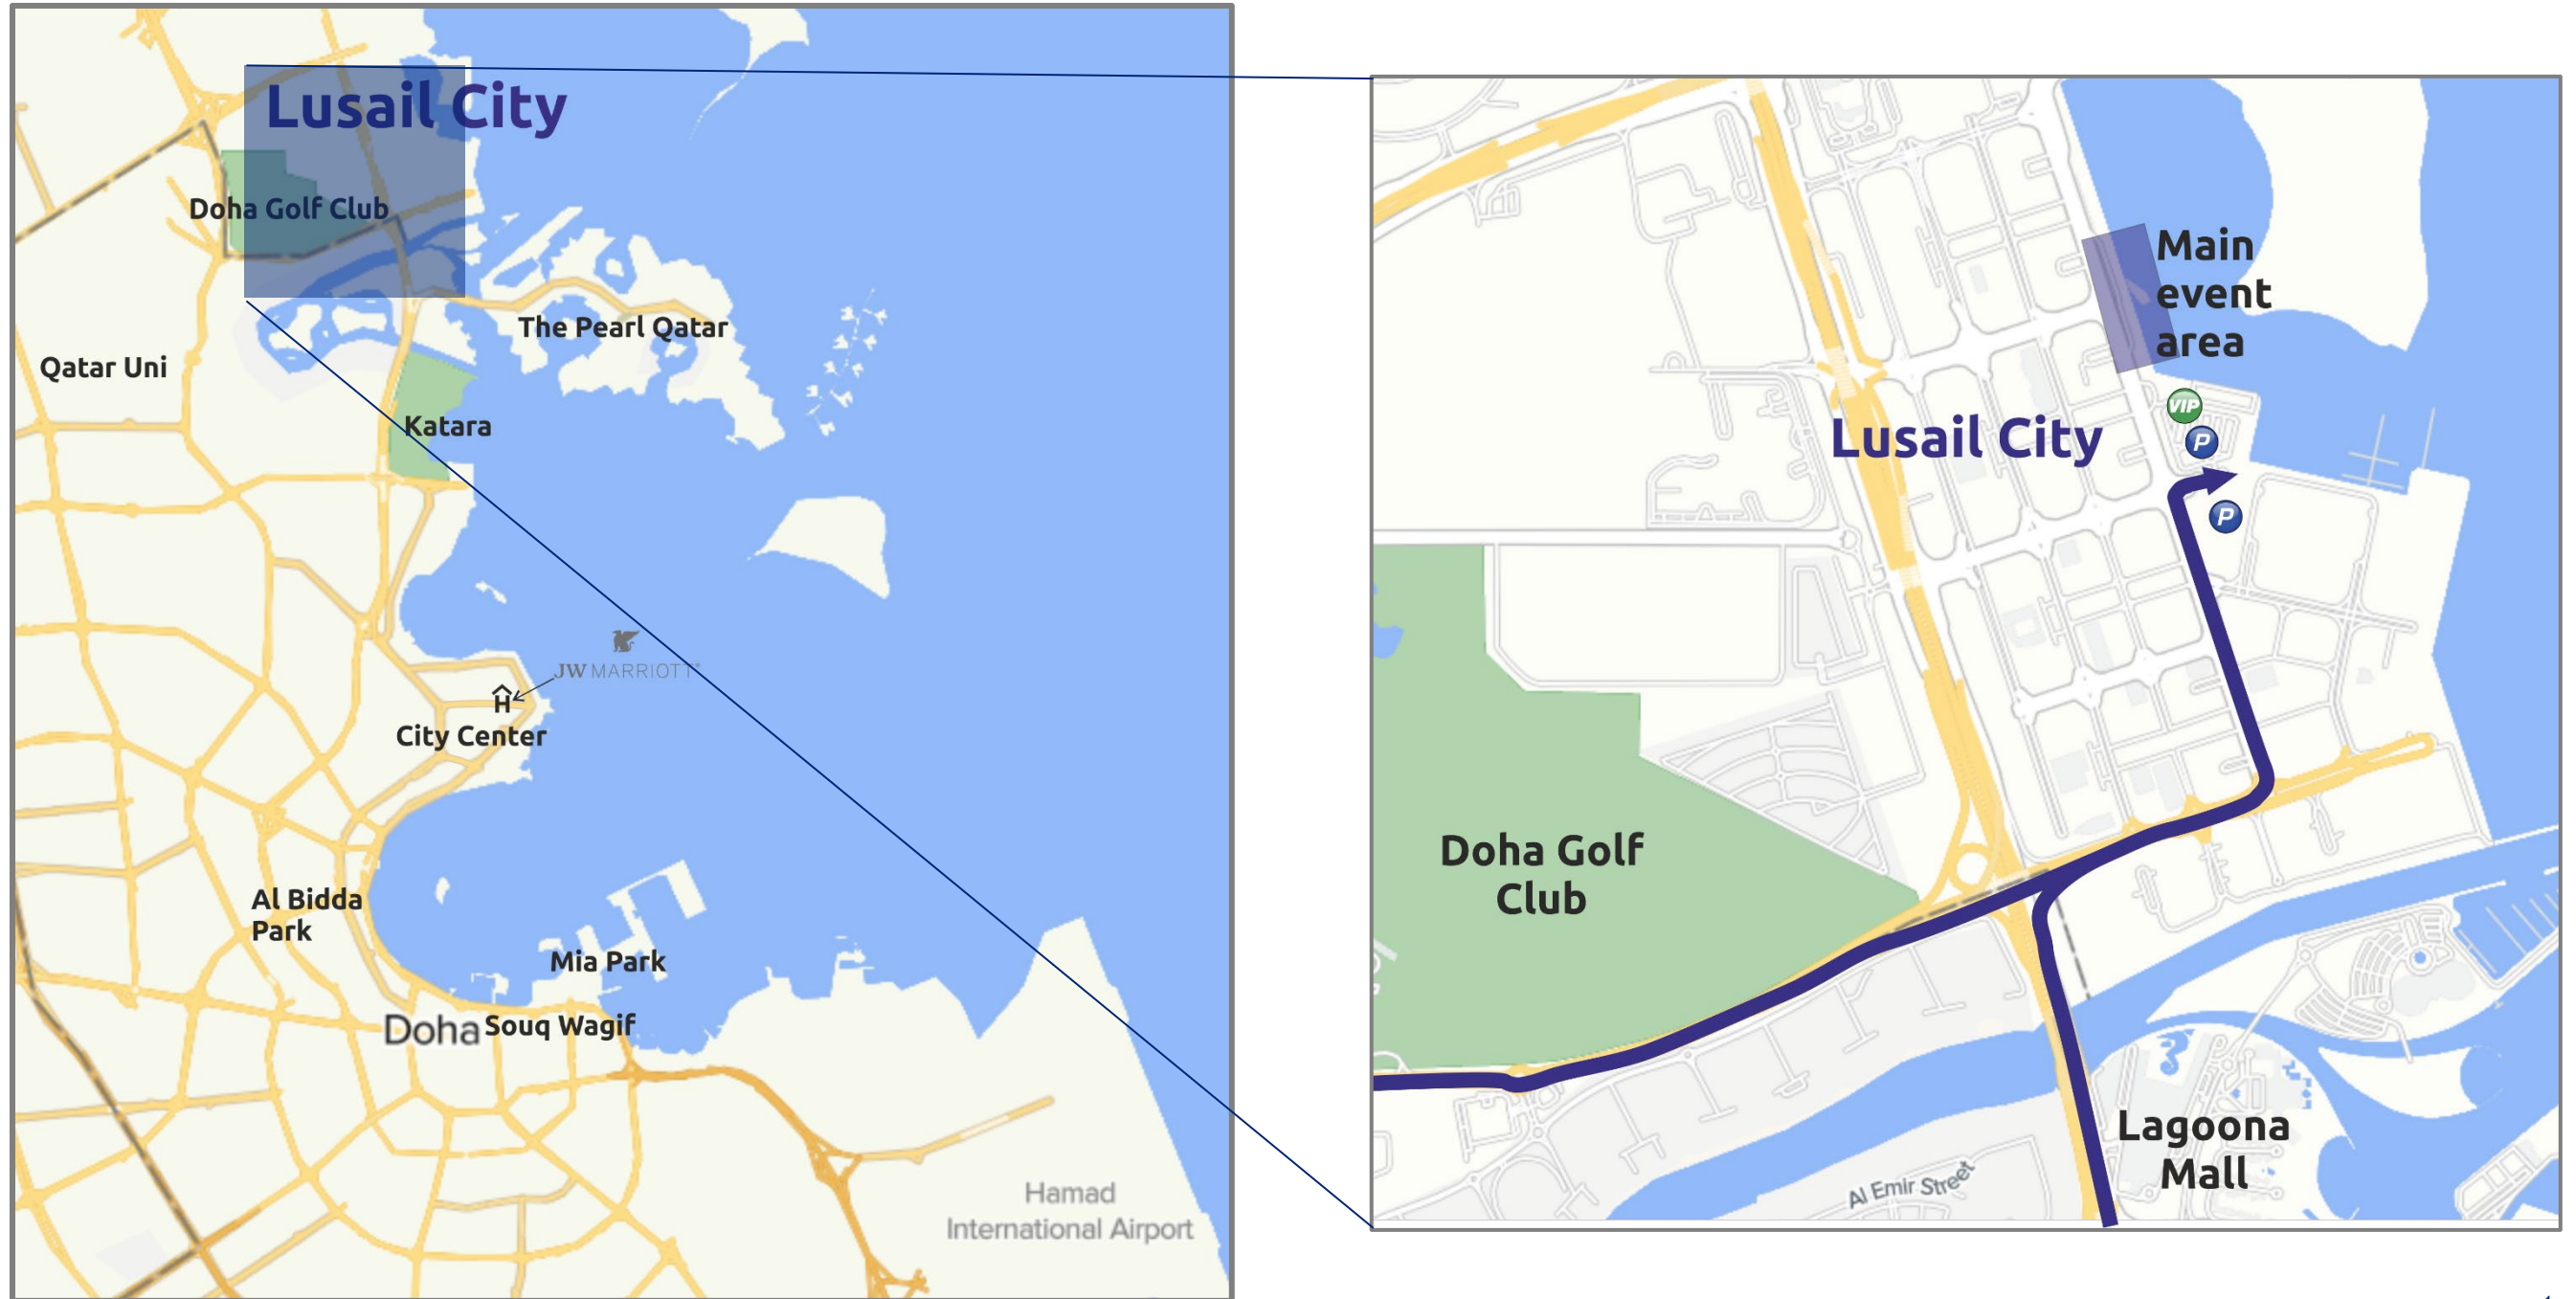 Lusail City
Doha Golf Club
The Pearl Qatar
Qatar Uni
Katara
JW MARRIOTT
H
City Center
Al Bidda
Park
Mia Park
Doha
Souq Wagif
Hamad
International Airport
Main
event
area
VIP
P
Lusail City
P
Doha Golf
Club
Lagoona
Mall
Al Emir Street